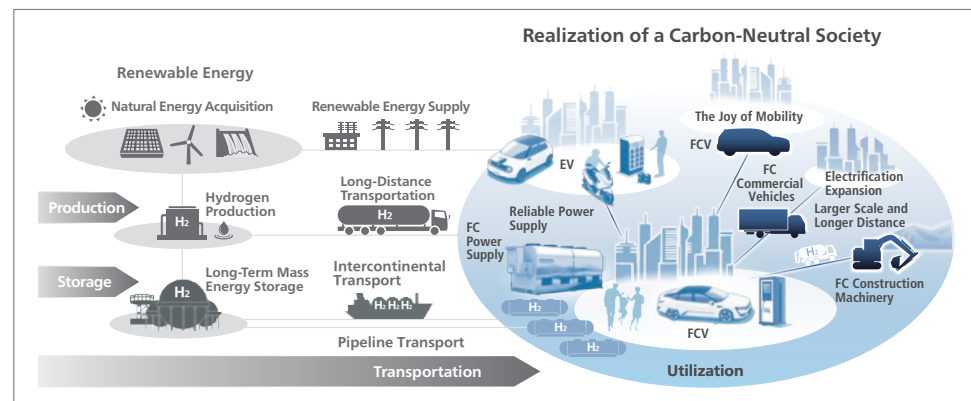 Realization of a Carbon-Neutral Society
Renewable Energy
Natural Energy Acquisition
Renewable Energy Supply
Production
H2
Hydrogen
Production
Long-Distance
Transportation
H2
Storage
H2
Long-Term Mass
Energy Storage
Intercontinental
Transport
H2 H2 H2
Pipeline Transport
Transportation
EV
The Joy of Mobility
FCV
FC
Commercial
Vehicles
Electrification
Expansion
Larger Scale and
Longer Distance
H2
FC Construction
Machinery
Reliable Power
Supply
FC
Power
Supply
H2
H2
H2
FCV
Utilization